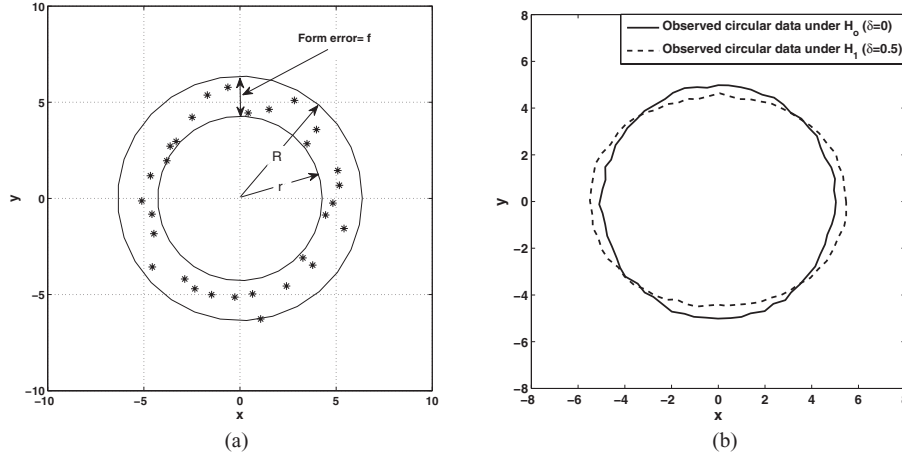 10
Form error= f
5
R
r
y
0
−5
−10
−10
−5
0
5
10
x
(a)
8
Observed circular data under Ho (δ=0)
Observed circular data under H1 (δ=0.5)
6
4
2
y
0
−2
−4
−6
−8
−8
−6
−4
−2
0
2
4
6
8
x
(b)